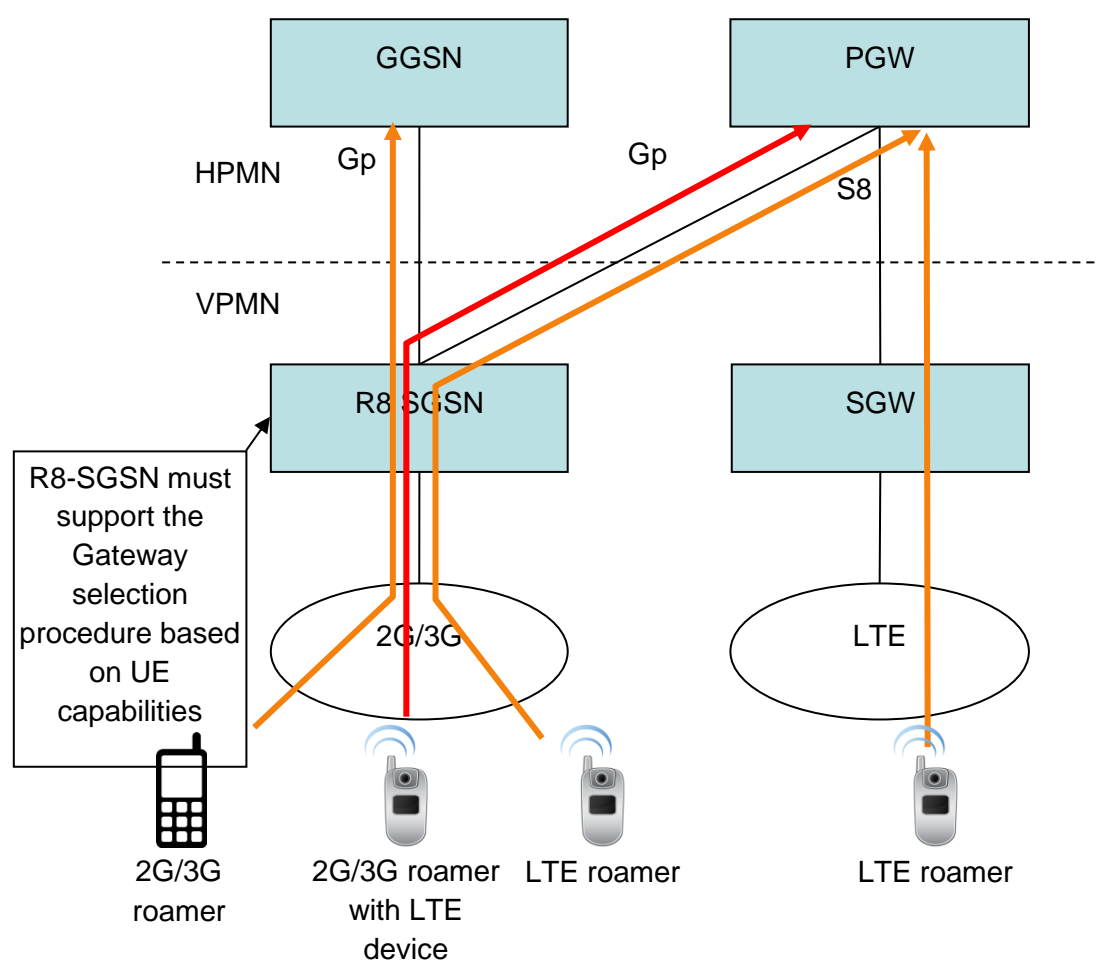 GGSN
PGW
Gp
Gp
HPMN
S8
VPMN
R8 SGSN
SGW
R8-SGSN must
support the
Gateway
selection
procedure based
on UE
capabilities
2G/3G
LTE
2G/3G
roamer
2G/3G roamer
with LTE
device
LTE roamer
LTE roamer